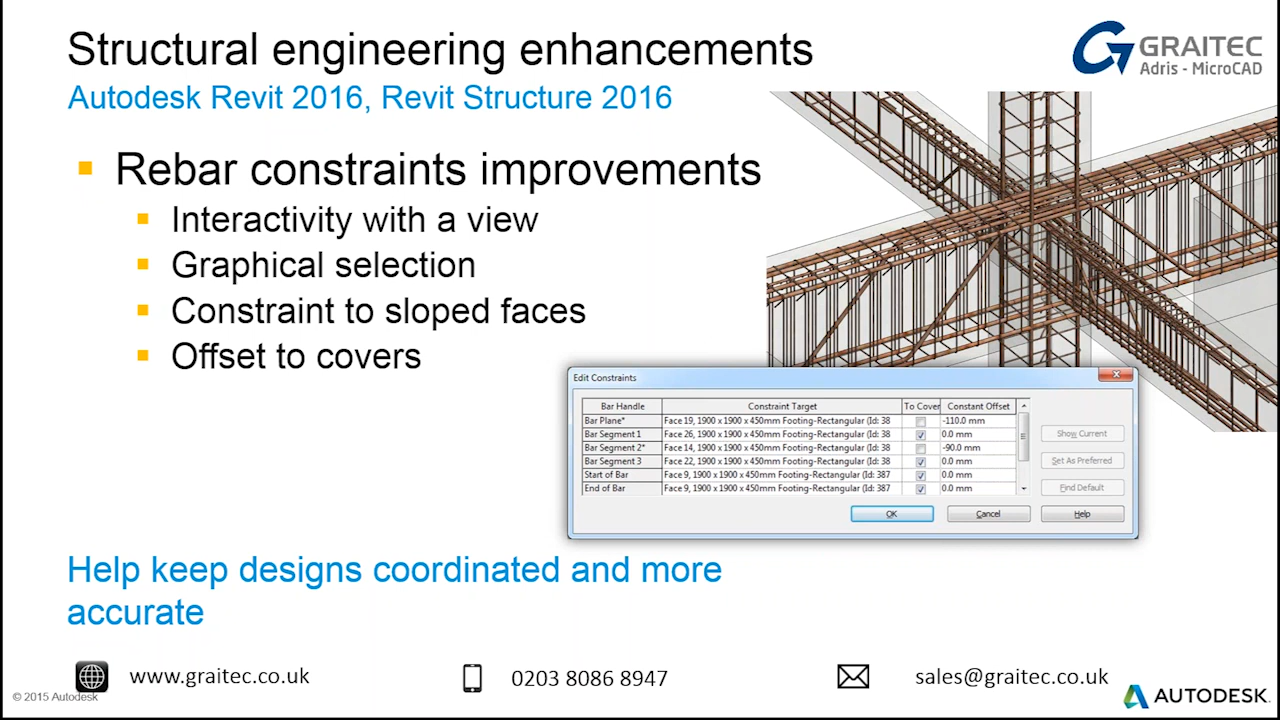 Structural engineering enhancements
Autodesk Revit 2016, Revit Structure 2016
GRAITEC
Adris - MicroCAD
Rebar constraints improvements
Interactivity with a view
Graphical selection
Constraint to sloped faces
Offset to covers
Edit Constraints
Bar Handle Constraint Target To Cover Constant Offset
Bar Plane* Face 19, 1900 x 1900 x 450mm Footing-Rectangular (Id: 38 -110.0 mm
Bar Segment 1 Face 26, 1900 x 1900 x 450mm Footing-Rectangular (Id: 38 0.0 mm
Bar Segment 2* Face 14, 1900 x 1900 x 450mm Footing-Rectangular (Id: 38 -90.0 mm
Bar Segment 3 Face 22, 1900 x 1900 x 450mm Footing-Rectangular (Id: 38 0.0 mm
Start of Bar Face 9, 1900 x 1900 x 450mm Footing-Rectangular (Id: 387 0.0 mm
End of Bar Face 9, 1900 x 1900 x 450mm Footing-Rectangular (Id: 387 0.0 mm
Show Current
Set As Preferred
Find Default
OK Cancel Help
Help keep designs coordinated and more
accurate
www.graitec.co.uk 0203 8086 8947 sales@graitec.co.uk
© 2015 Autodesk
AUTODESK.